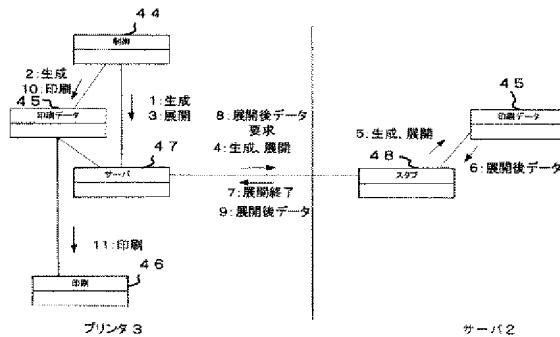 44
制御
2:生成
10:印刷
45
印刷データ
1:生成
3:展開
47
サーバ
8:展開後データ
要求
4:生成、展開
7:展開終了
9:展開後データ
5:生成、展開
45
印刷データ
6:展開後データ
48
スタブ
11:印刷
46
印刷
プリンタ3
サーバ2